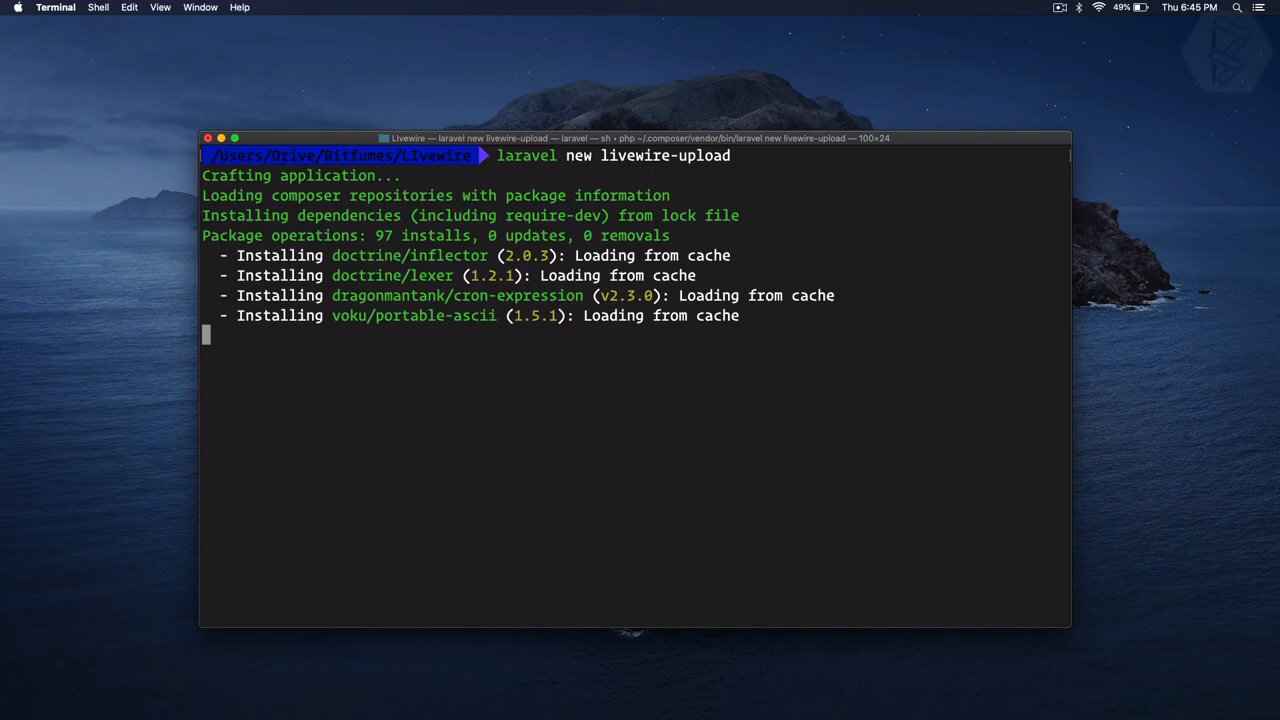 Terminal Shell Edit View Window Help 49% Thu 6:45 PM
LIvewire — laravel new livewire-upload — laravel — sh • php ~/.composer/vendor/bin/laravel new livewire-upload — 100×24
/Users/Drive/Bitfumes/LIvewire laravel new livewire-upload
Crafting application...
Loading composer repositories with package information
Installing dependencies (including require-dev) from lock file
Package operations: 97 installs, 0 updates, 0 removals
- Installing doctrine/inflector (2.0.3): Loading from cache
- Installing doctrine/lexer (1.2.1): Loading from cache
- Installing dragonmantank/cron-expression (v2.3.0): Loading from cache
- Installing voku/portable-ascii (1.5.1): Loading from cache